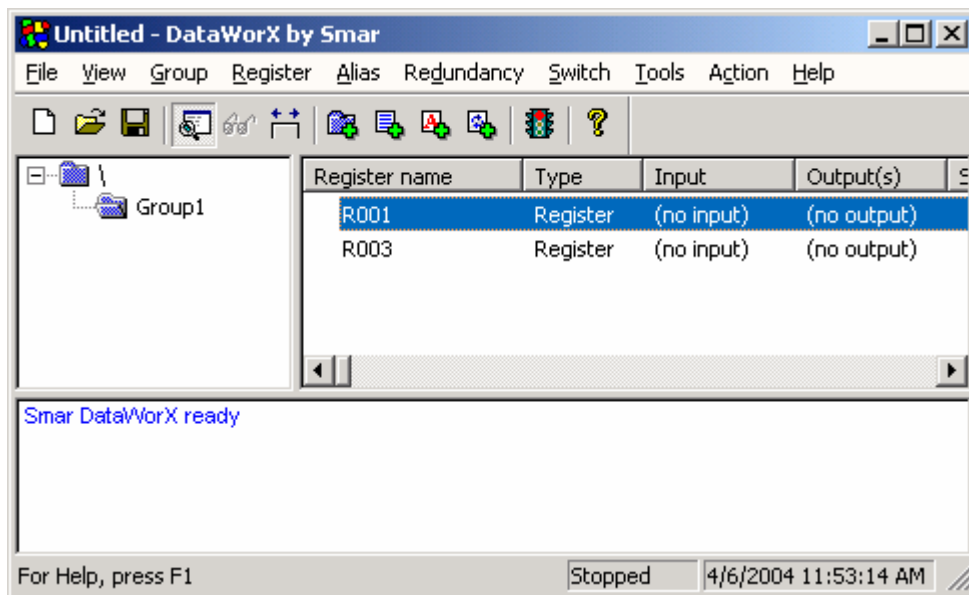 Untitled - DataWorX by Smar
File View Group Register Alias Redundancy Switch Tools Action Help
\
Group1
Register name Type Input Output(s)
R001 Register (no input) (no output)
R003 Register (no input) (no output)
Smar DataWorX ready
For Help, press F1 Stopped 4/6/2004 11:53:14 AM